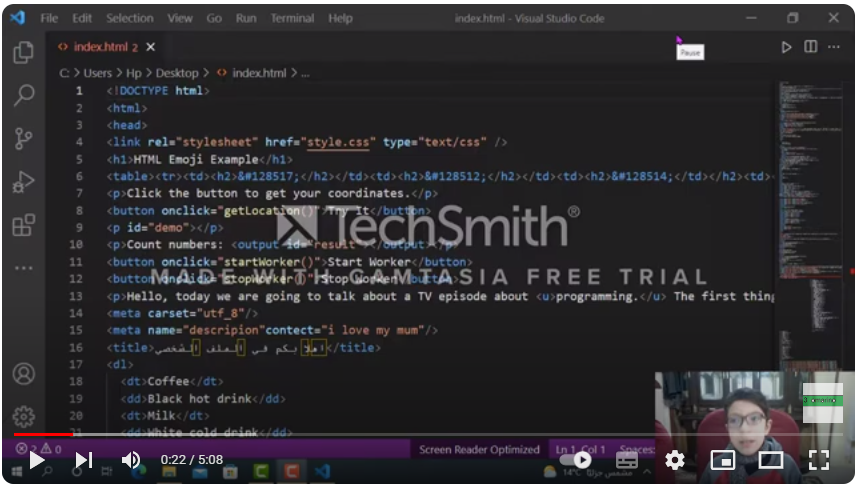 File Edit Selection View Go Run Terminal Help index.html - Visual Studio Code
index.html 2
Pause
C: > Users > Hp > Desktop > index.html > ...
1 <!DOCTYPE html>
2 <html>
3 <head>
4 <link rel="stylesheet" href="style.css" type="text/css" />
5 <h1>HTML Emoji Example</h1>
6 <table><tr><td><h2>&#128517;</h2></td><td><h2>&#128512;</h2></td><td><h2>&#128514;</h2></td><td>
7 <p>Click the button to get your coordinates.</p>
8 <button onclick="getLocation()">Try It</button>
9 <p id="demo"></p>
10 <p>Count numbers: <output id="result"></output></p>
11 <button onclick="startWorker()">Start Worker</button>
12 <button onclick="stopWorker()">Stop Worker</button>
13 <p>Hello, today we are going to talk about a TV episode about <u>programming.</u> The first thing
14 <meta carset="utf_8"/>
15 <meta name="descripion"contect="i love my mum"/>
16 <title>اهلا بكم في الملف الشخصي</title>
17 <dl>
18 <dt>Coffee</dt>
19 <dd>Black hot drink</dd>
20 <dt>Milk</dt>
21 <dd>White cold drink</dd>
TechSmith®
MADE WITH CAMTASIA FREE TRIAL
2 0 Screen Reader Optimized Ln 1, Col 1 Spaces:
0:22 / 5:08
14°C